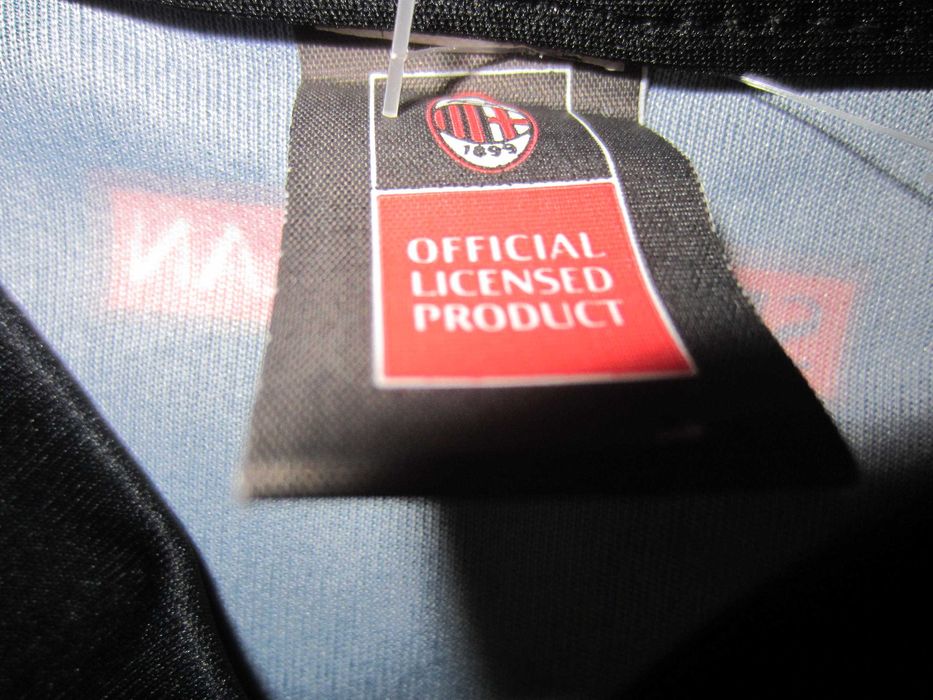 1899
OFFICIAL
LICENSED
PRODUCT